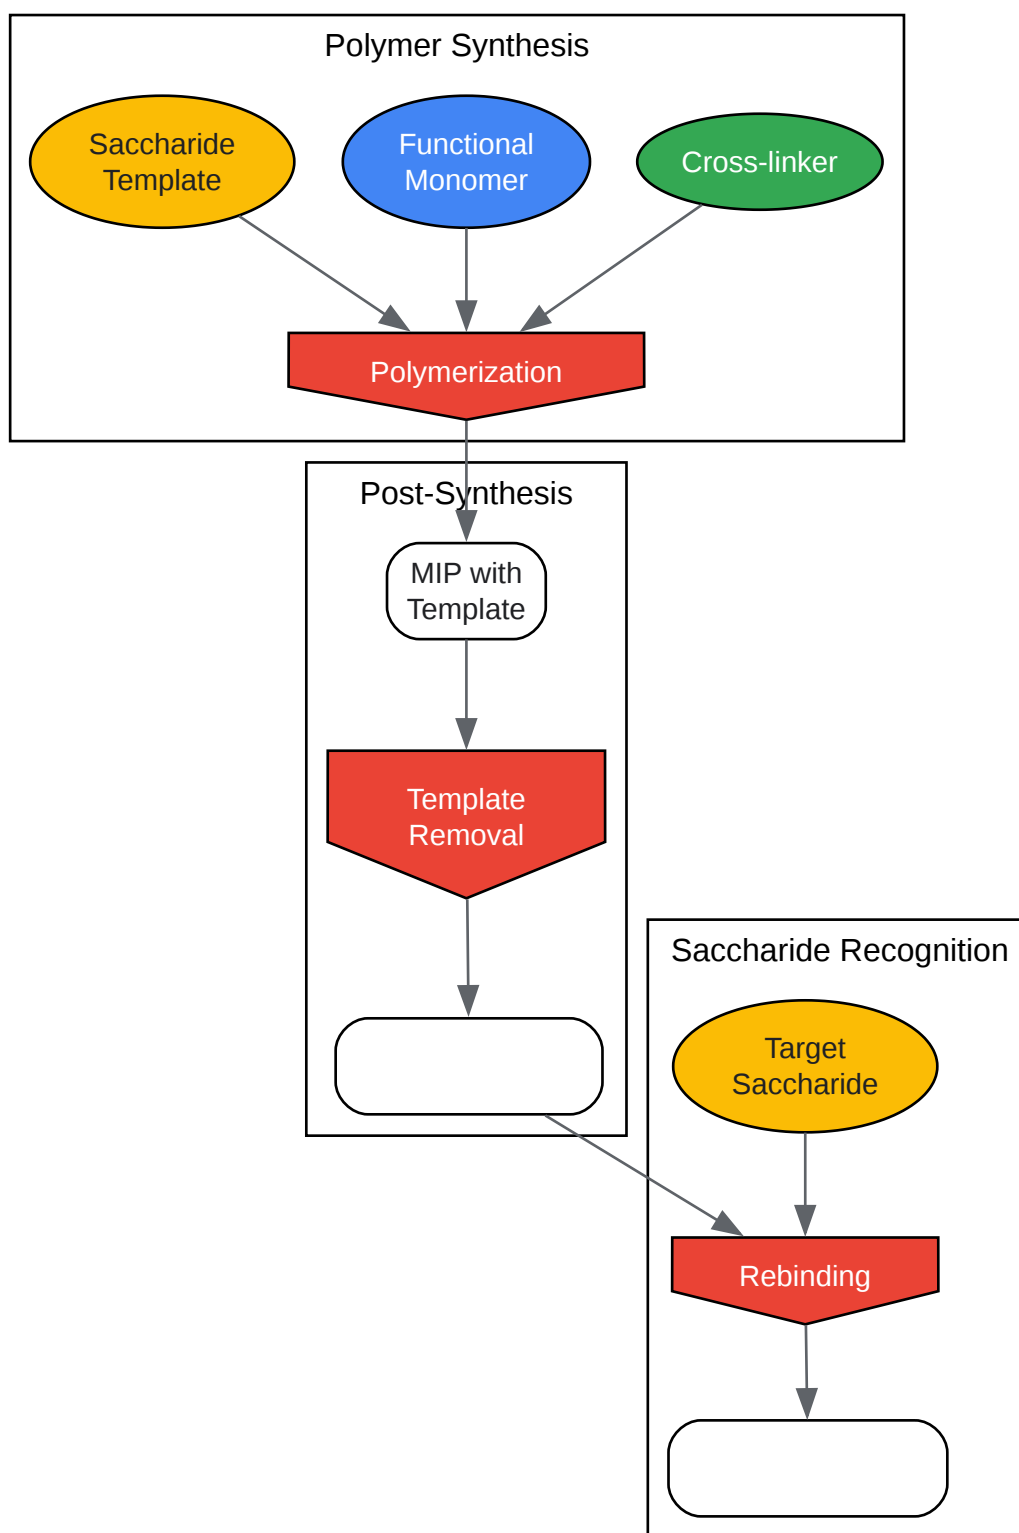 Polymer Synthesis
Saccharide
Template
Functional
Monomer
Cross-linker
Polymerization
Post-Synthesis
MIP with
Template
Template
Removal
Saccharide Recognition
Target
Saccharide
Rebinding